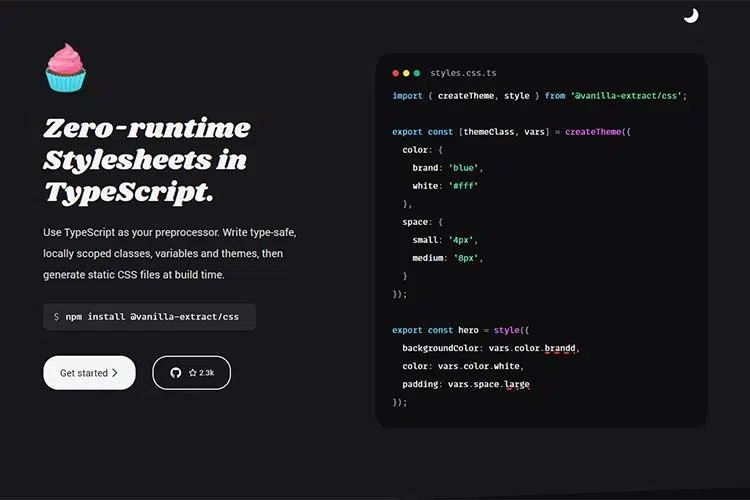 Zero-runtime
Stylesheets in
TypeScript.
Use TypeScript as your preprocessor. Write type-safe,
locally scoped classes, variables and themes, then
generate static CSS files at build time.
$ npm install @vanilla-extract/css
Get started
2.3k
styles.css.ts
import { createTheme, style } from '@vanilla-extract/css';
export const [themeClass, vars] = createTheme({
color: {
brand: 'blue',
white: '#fff'
},
space: {
small: '4px',
medium: '8px',
}
});
export const hero = style({
backgroundColor: vars.color.brandd,
color: vars.color.white,
padding: vars.space.large
});